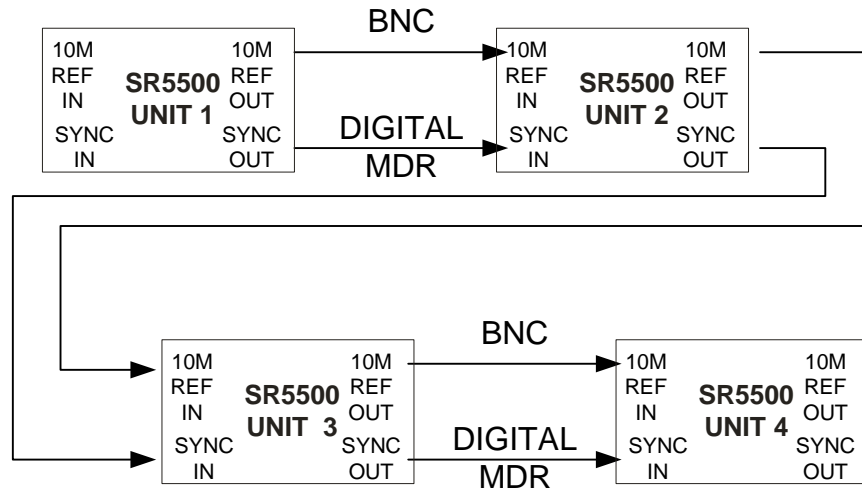 BNC
10M
REF
IN
SYNC
IN
SR5500
UNIT 1
10M
REF
OUT
SYNC
OUT
DIGITAL
MDR
10M
REF
IN
SYNC
IN
SR5500
UNIT 2
10M
REF
OUT
SYNC
OUT
10M
REF
IN
SYNC
IN
SR5500
UNIT 3
10M
REF
OUT
SYNC
OUT
BNC
DIGITAL
MDR
10M
REF
IN
SYNC
IN
SR5500
UNIT 4
10M
REF
OUT
SYNC
OUT